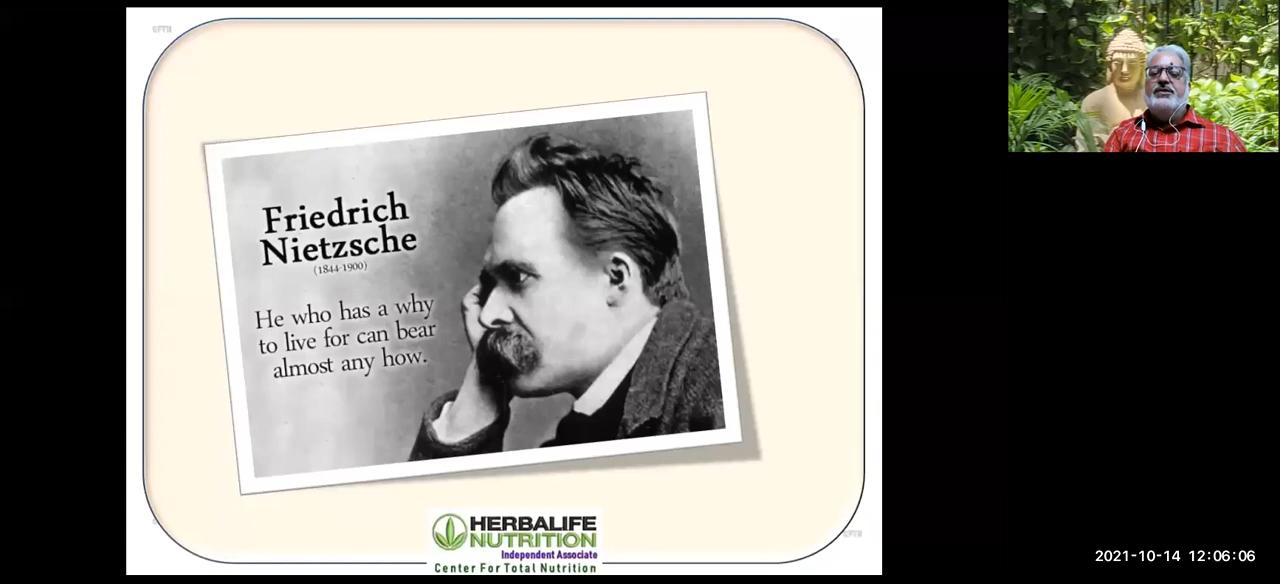 GFTN
Friedrich
Nietzsche
(1844-1900)
He who has a why
to live for can bear
almost any how.
HERBALIFE
NUTRITION
Independent Associate
Center For Total Nutrition
2021-10-14 12:06:06